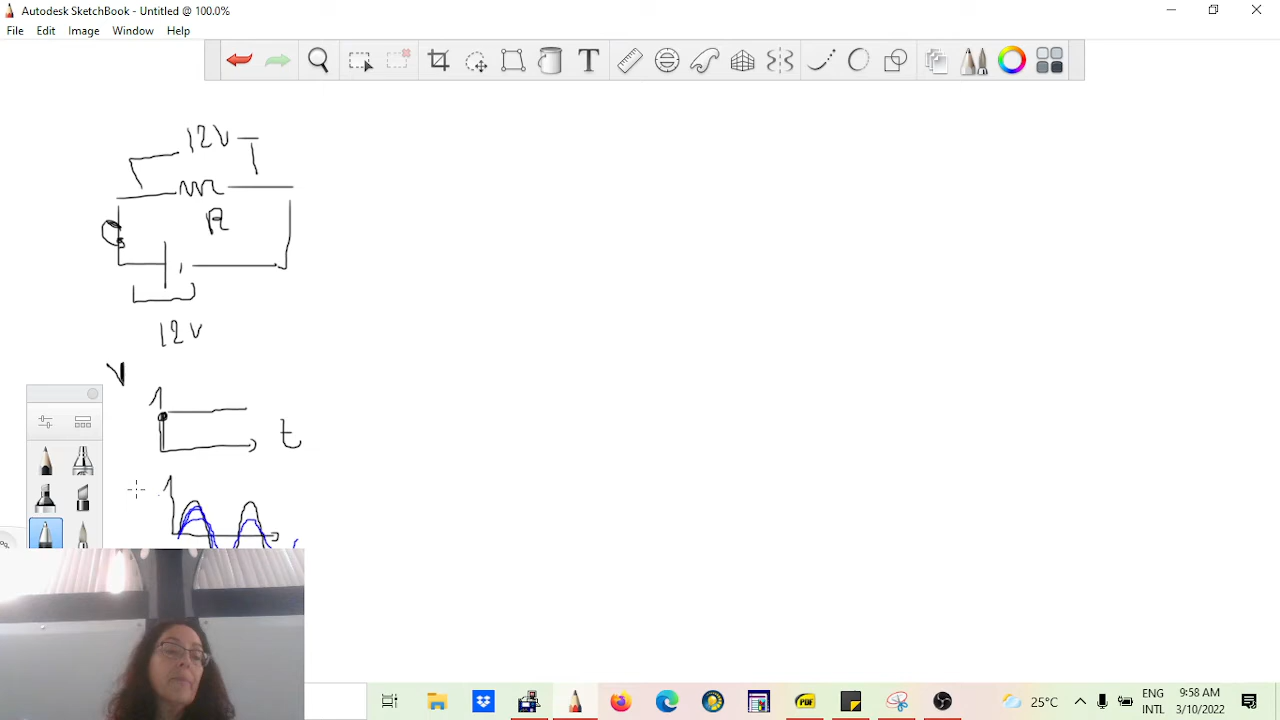 Autodesk SketchBook - Untitled @ 100.0%
File Edit Image Window Help
T
12V
R
12V
V
t
25°C
ENG
INTL
9:58 AM
3/10/2022